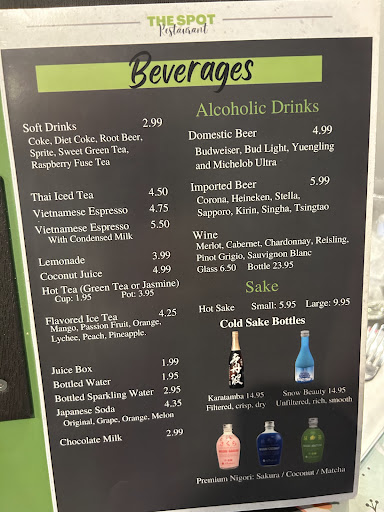 THE SPOT
Restaurant
Beverages
Soft Drinks 2.99
Coke, Diet Coke, Root Beer,
Sprite, Sweet Green Tea,
Raspberry Fuse Tea
Thai Iced Tea 4.50
Vietnamese Espresso 4.75
Vietnamese Espresso 5.50
With Condensed Milk
Lemonade 3.99
Coconut Juice 4.99
Hot Tea (Green Tea or Jasmine)
Cup: 1.95 Pot: 3.95
Flavored Ice Tea 4.25
Mango, Passion Fruit, Orange,
Lychee, Peach, Pineapple.
Juice Box 1.99
Bottled Water 1.95
Bottled Sparkling Water 2.95
Japanese Soda 4.35
Original, Grape, Orange, Melon
Chocolate Milk 2.99
Alcoholic Drinks
Domestic Beer 4.99
Budweiser, Bud Light, Yuengling
and Michelob Ultra
Imported Beer 5.99
Corona, Heineken, Stella,
Sapporo, Kirin, Singha, Tsingtao
Wine
Merlot, Cabernet, Chardonnay, Reisling,
Pinot Grigio, Sauvignon Blanc
Glass 6.50 Bottle 23.95
Sake
Hot Sake Small: 5.95 Large: 9.95
Cold Sake Bottles
Karatamba 14.95
Filtered, crisp, dry
Snow Beauty 14.95
Unfiltered, rich, smooth
Premium Nigori: Sakura / Coconut / Matcha